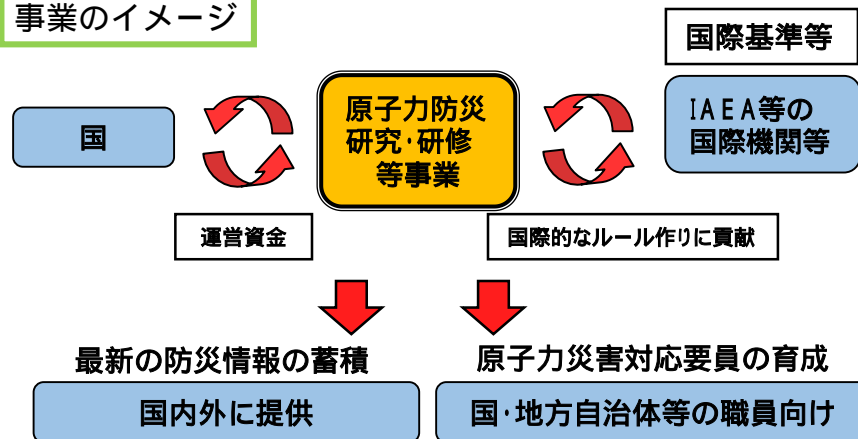 事業のイメージ
国際基準等
国
原子力防災
研究・研修
等事業
IAEA等の
国際機関等
運営資金
国際的なルール作りに貢献
最新の防災情報の蓄積
原子力災害対応要員の育成
国内外に提供
国・地方自治体等の職員向け